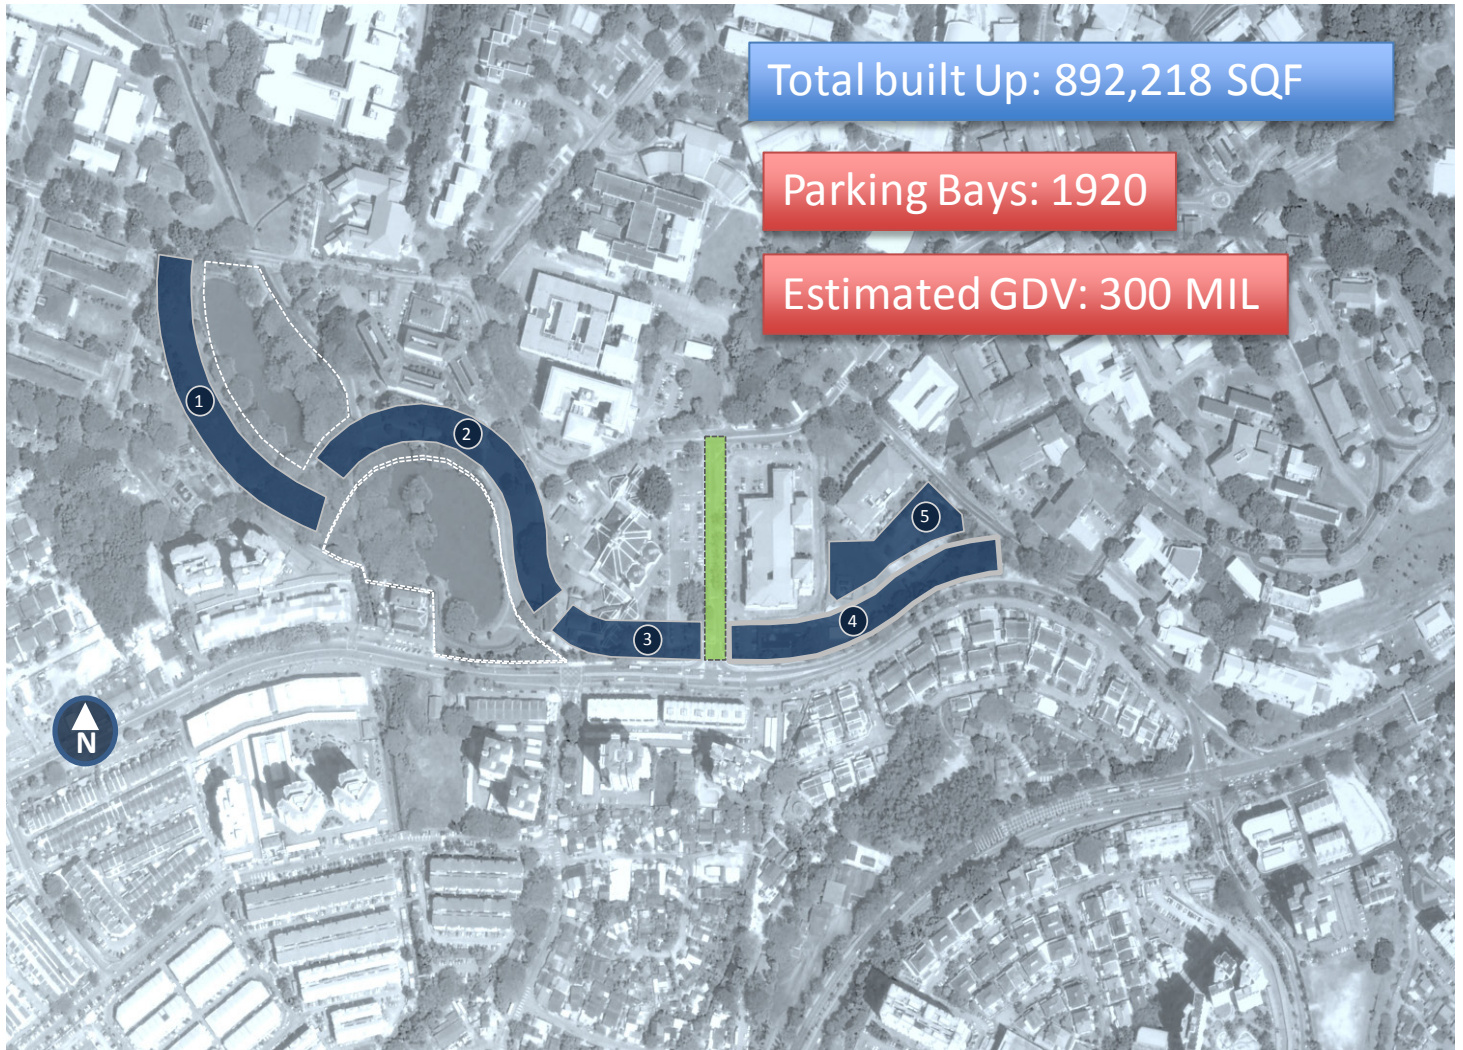 Total built Up: 892,218 SQF
Parking Bays: 1920
Estimated GDV: 300 MIL
1
2
5
4
3
N